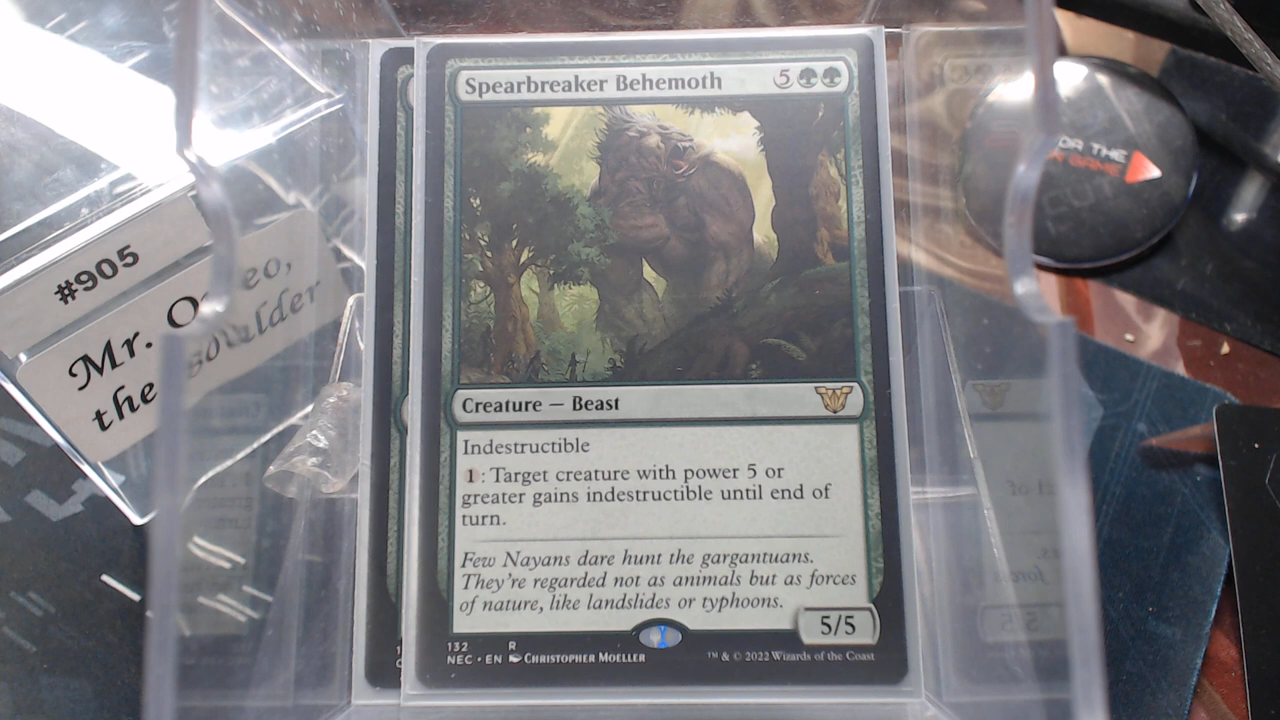 Spearbreaker Behemoth 5
Creature — Beast
Indestructible
1: Target creature with power 5 or
greater gains indestructible until end of
turn.
Few Nayans dare hunt the gargantuans.
They're regarded not as animals but as forces
of nature, like landslides or typhoons.
5/5
132 R
NEC • EN Christopher Moeller
™ & © 2022 Wizards of the Coast
#905
Mr.
the
OR THE
GAME